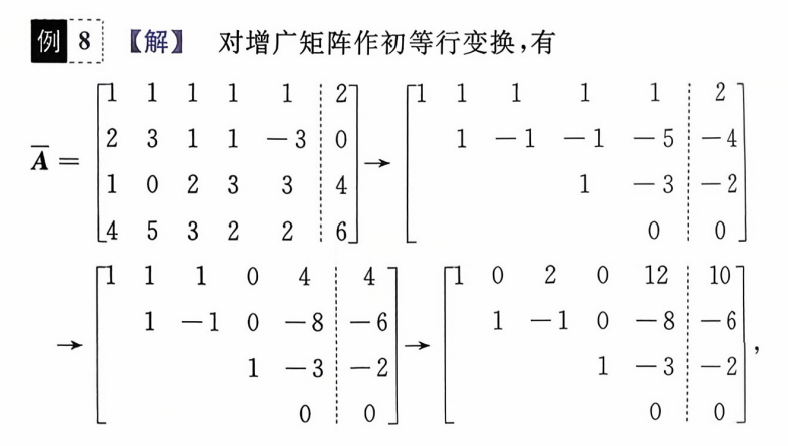 例 8 【解】 对增广矩阵作初等行变换,有
A̅ = [1 1 1 1 1 ┊ 2] → [1 1 1 1 1 ┊ 2]
[2 3 1 1 −3 ┊ 0] [1 −1 −1 −5 ┊ −4]
[1 0 2 3 3 ┊ 4] [1 −3 ┊ −2]
[4 5 3 2 2 ┊ 6] [0 ┊ 0]
→ [1 1 1 0 4 ┊ 4] → [1 0 2 0 12 ┊ 10]
[1 −1 0 −8 ┊ −6] [1 −1 0 −8 ┊ −6]
[1 −3 ┊ −2] [1 −3 ┊ −2],
[0 ┊ 0] [0 ┊ 0]